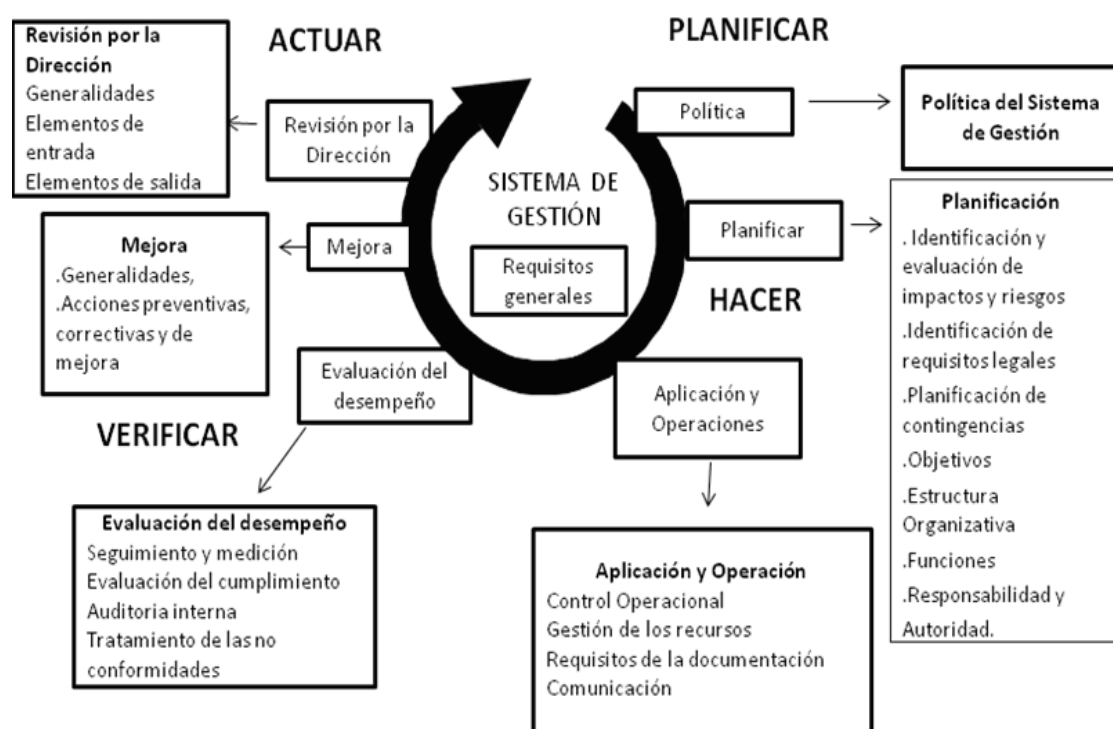 ACTUAR
PLANIFICAR
Revisión por la
Dirección
Generalidades
Elementos de
entrada
Elementos de salida
Revisión por la
Dirección
Política
Política del Sistema
de Gestión
SISTEMA DE
GESTIÓN
Requisitos
generales
Mejora
.Generalidades,
.Acciones preventivas,
correctivas y de
mejora
Mejora
Planificar
Planificación
. Identificación y
evaluación de
impactos y riesgos
.Identificación de
requisitos legales
.Planificación de
contingencias
.Objetivos
.Estructura
Organizativa
.Funciones
.Responsabilidad y
Autoridad.
HACER
Evaluación del
desempeño
Aplicación y
Operaciones
VERIFICAR
Evaluación del desempeño
Seguimiento y medición
Evaluación del cumplimiento
Auditoria interna
Tratamiento de las no
conformidades
Aplicación y Operación
Control Operacional
Gestión de los recursos
Requisitos de la documentación
Comunicación